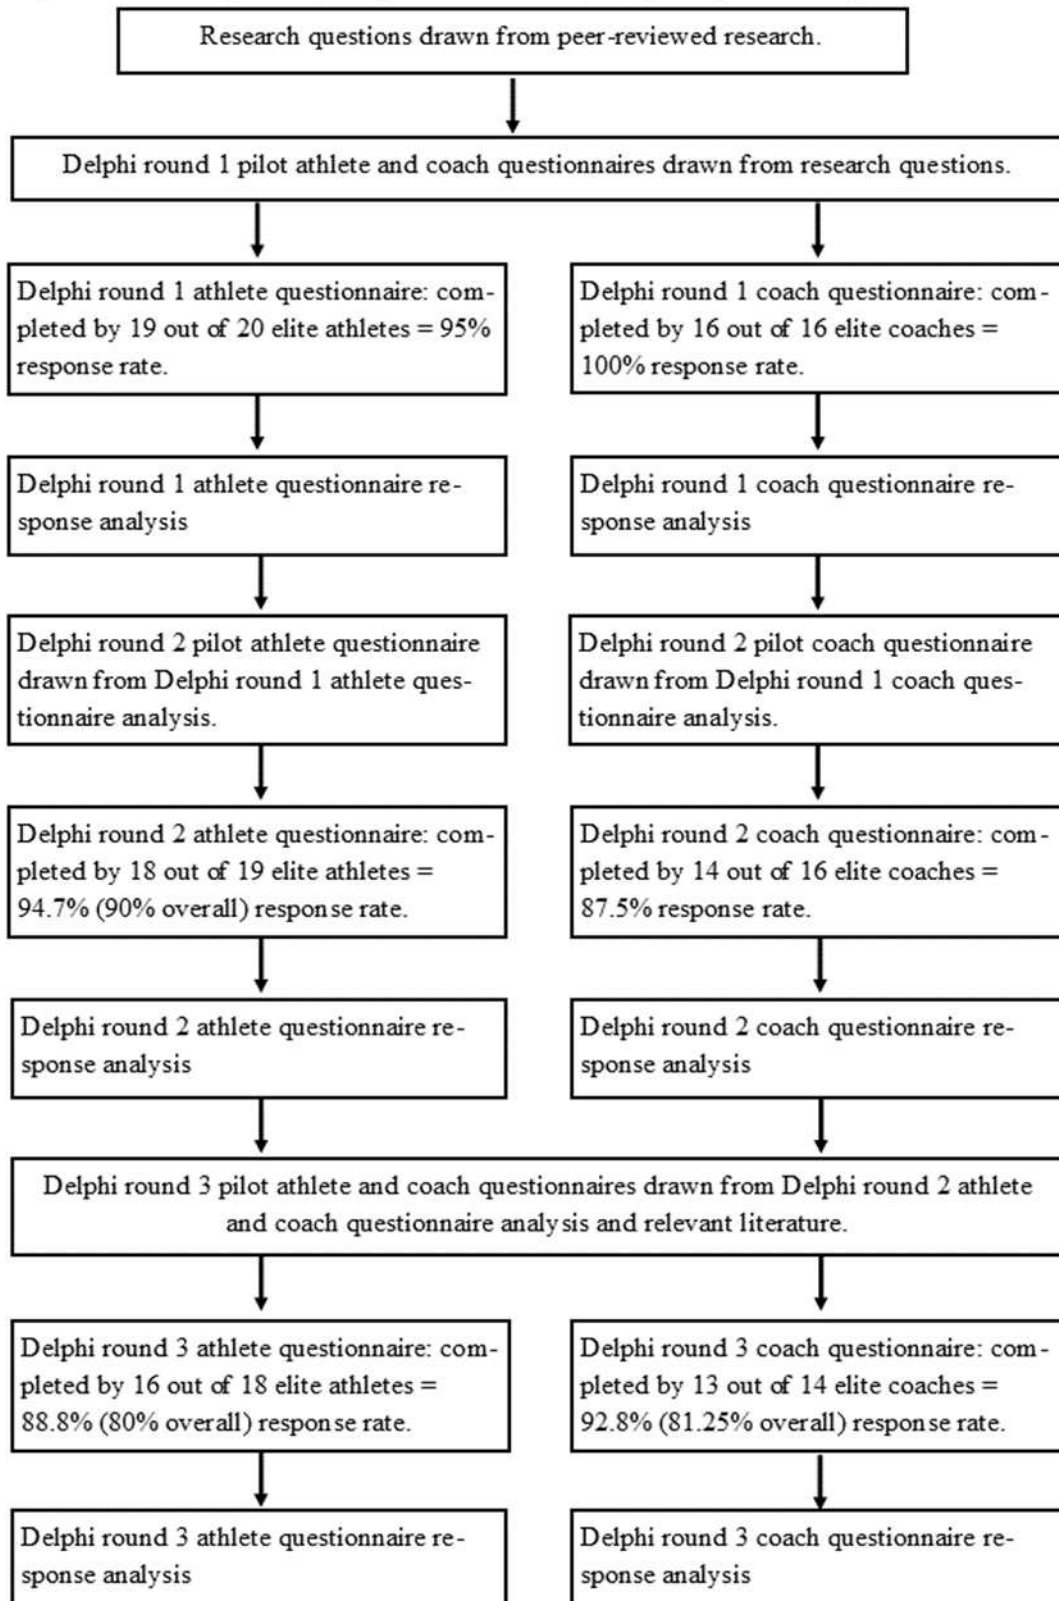 Research questions drawn from peer-reviewed research.
Delphi round 1 pilot athlete and coach questionnaires drawn from research questions.
Delphi round 1 athlete questionnaire: com-
pleted by 19 out of 20 elite athletes = 95%
response rate.
Delphi round 1 coach questionnaire: com-
pleted by 16 out of 16 elite coaches =
100% response rate.
Delphi round 1 athlete questionnaire re-
sponse analysis
Delphi round 1 coach questionnaire re-
sponse analysis
Delphi round 2 pilot athlete questionnaire
drawn from Delphi round 1 athlete ques-
tionnaire analysis.
Delphi round 2 pilot coach questionnaire
drawn from Delphi round 1 coach ques-
tionnaire analysis.
Delphi round 2 athlete questionnaire: com-
pleted by 18 out of 19 elite athletes =
94.7% (90% overall) response rate.
Delphi round 2 coach questionnaire: com-
pleted by 14 out of 16 elite coaches =
87.5% response rate.
Delphi round 2 athlete questionnaire re-
sponse analysis
Delphi round 2 coach questionnaire re-
sponse analysis
Delphi round 3 pilot athlete and coach questionnaires drawn from Delphi round 2 athlete
and coach questionnaire analysis and relevant literature.
Delphi round 3 athlete questionnaire: com-
pleted by 16 out of 18 elite athletes =
88.8% (80% overall) response rate.
Delphi round 3 coach questionnaire: com-
pleted by 13 out of 14 elite coaches =
92.8% (81.25% overall) response rate.
Delphi round 3 athlete questionnaire re-
sponse analysis
Delphi round 3 coach questionnaire re-
sponse analysis